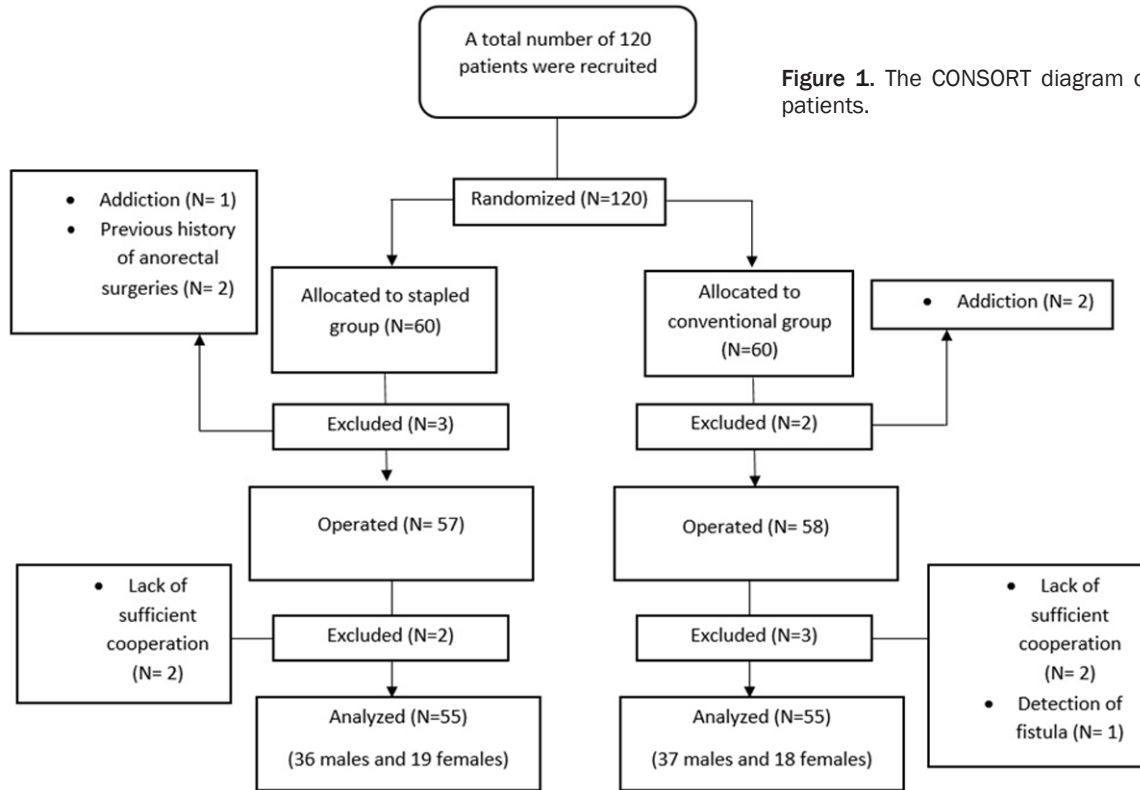 A total number of 120
patients were recruited
Figure 1. The CONSORT diagram o
patients.
Randomized (N=120)
• Addiction (N= 1)
• Previous history
of anorectal
surgeries (N= 2)
Allocated to stapled
group (N=60)
Allocated to
conventional group
(N=60)
• Addiction (N= 2)
Excluded (N=3)
Excluded (N=2)
Operated (N= 57)
Operated (N= 58)
• Lack of
sufficient
cooperation
(N= 2)
Excluded (N=2)
Excluded (N=3)
• Lack of
sufficient
cooperation
(N= 2)
• Detection of
fistula (N= 1)
Analyzed (N=55)
(36 males and 19 females)
Analyzed (N=55)
(37 males and 18 females)